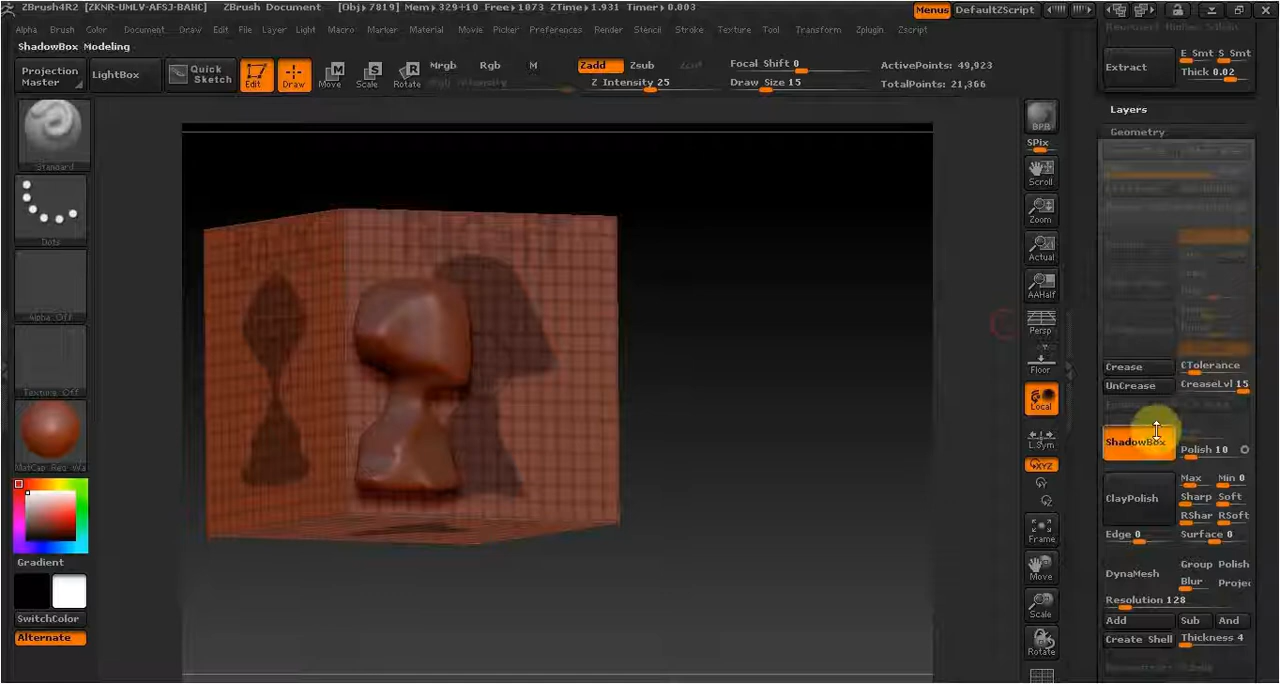 ZBrush4R2 [ZKNR-UMLV-AFSJ-BAHC] ZBrush Document [Obj▸7819] Mem▸329+10 Free▸1073 ZTime▸1.931 Timer▸0.003 Menus DefaultZScript
Alpha Brush Color Document Draw Edit File Layer Light Macro Marker Material Movie Picker Preferences Render Stencil Stroke Texture Tool Transform Zplugin Zscript
ShadowBox Modeling
Projection Master
LightBox
Quick Sketch
Edit Draw Move Scale Rotate
Mrgb Rgb M
Rgb Intensity
Zadd Zsub Zcut
Z Intensity 25
Focal Shift 0
Draw Size 15
ActivePoints: 49,923
TotalPoints: 21,366
Standard
Dots
Alpha Off
Texture Off
MatCap Red Wa
Gradient
SwitchColor
Alternate
BPR
SPix
Scroll
Zoom
Actual
AAHalf
Persp
Floor
Local
L.Sym
XYZ
Frame
Move
Scale
Rotate
Extract
E Smt S Smt
Thick 0.02
Layers
Geometry
Crease CTolerance
UnCrease CreaseLvl 15
ShadowBox
Polish 10
ClayPolish
Max Min 0
Sharp Soft
RShar RSoft
Edge 0 Surface 0
DynaMesh
Group Polish
Blur Projec
Resolution 128
Add Sub And
Create Shell Thickness 4